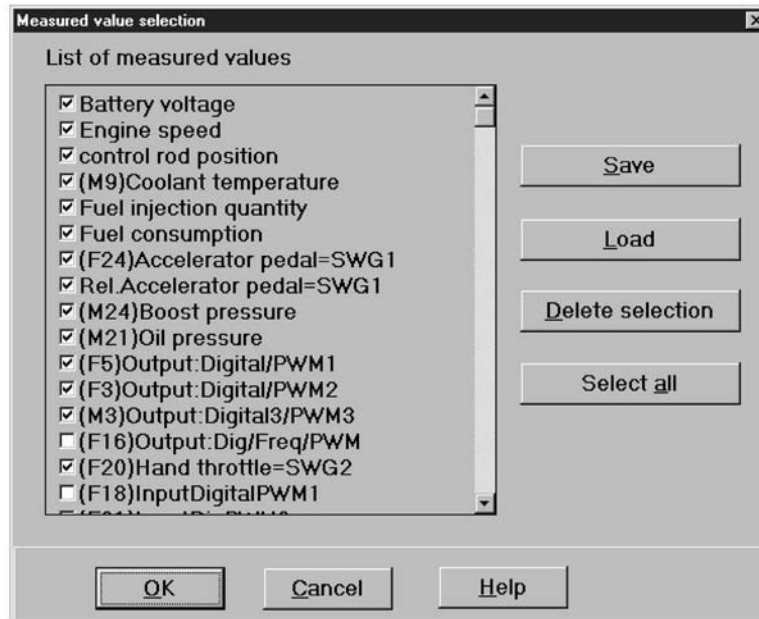 Measured value selection
List of measured values
Battery voltage
Engine speed
control rod position
(M9)Coolant temperature
Fuel injection quantity
Fuel consumption
(F24)Accelerator pedal=SWG1
Rel.Accelerator pedal=SWG1
(M24)Boost pressure
(M21)Oil pressure
(F5)Output:Digital/PWM1
(F3)Output:Digital/PWM2
(M3)Output:Digital3/PWM3
(F16)Output:Dig/Freq/PWM
(F20)Hand throttle=SWG2
(F18)InputDigitalPWM1
Save
Load
Delete selection
Select all
OK Cancel Help